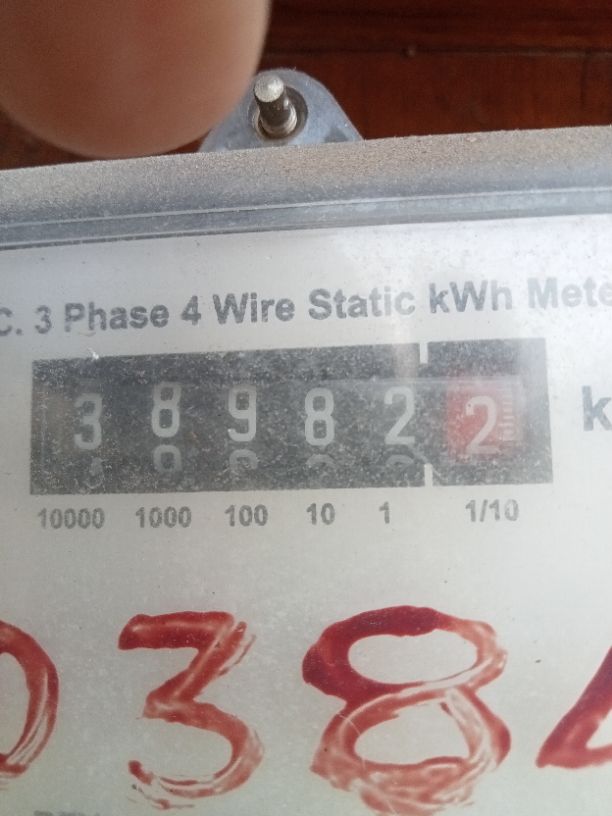 C. 3 Phase 4 Wire Static kWh Mete
3 8 9 8 2 2
k
10000 1000 100 10 1 1/10
038